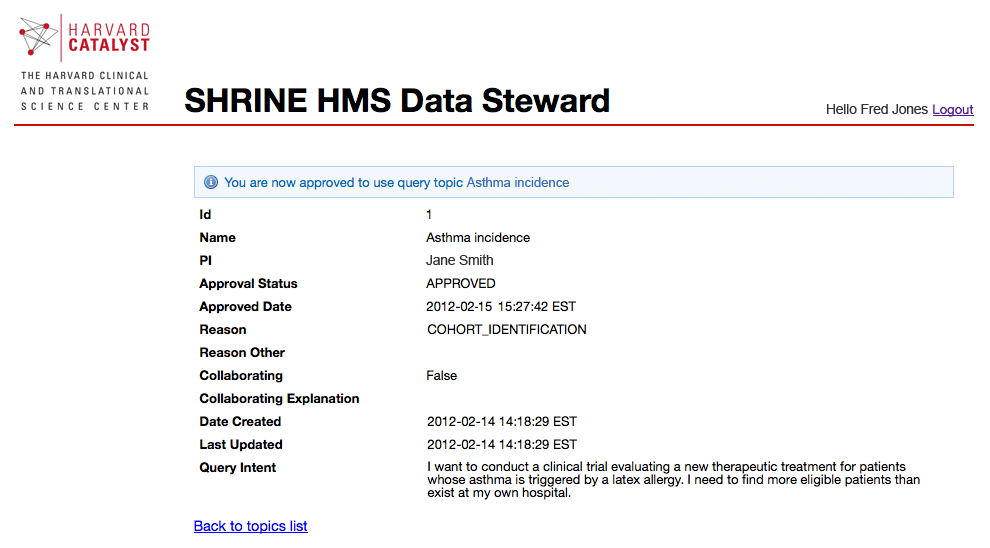 HARVARD
CATALYST
THE HARVARD CLINICAL
AND TRANSLATIONAL
SCIENCE CENTER
SHRINE HMS Data Steward
Hello Fred Jones Logout
You are now approved to use query topic Asthma incidence
Id 1
Name Asthma incidence
PI Jane Smith
Approval Status APPROVED
Approved Date 2012-02-15 15:27:42 EST
Reason COHORT_IDENTIFICATION
Reason Other
Collaborating False
Collaborating Explanation
Date Created 2012-02-14 14:18:29 EST
Last Updated 2012-02-14 14:18:29 EST
Query Intent I want to conduct a clinical trial evaluating a new therapeutic treatment for patients
whose asthma is triggered by a latex allergy. I need to find more eligible patients than
exist at my own hospital.
Back to topics list